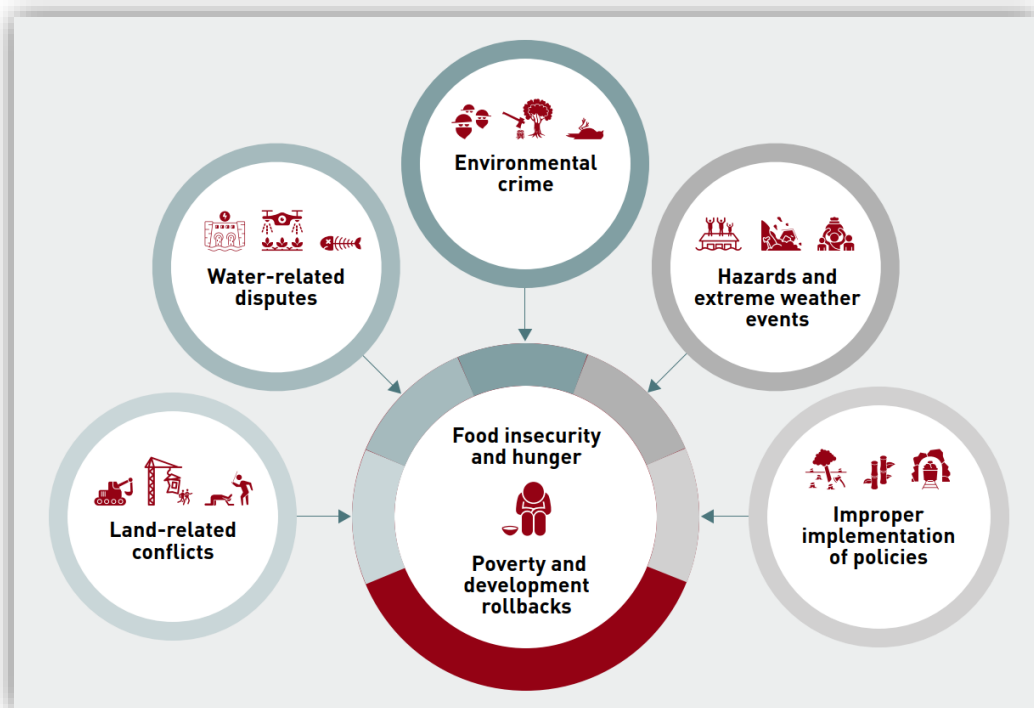 Environmental
crime
Water-related
disputes
Hazards and
extreme weather
events
Land-related
conflicts
Food insecurity
and hunger
Poverty and
development
rollbacks
Improper
implementation
of policies